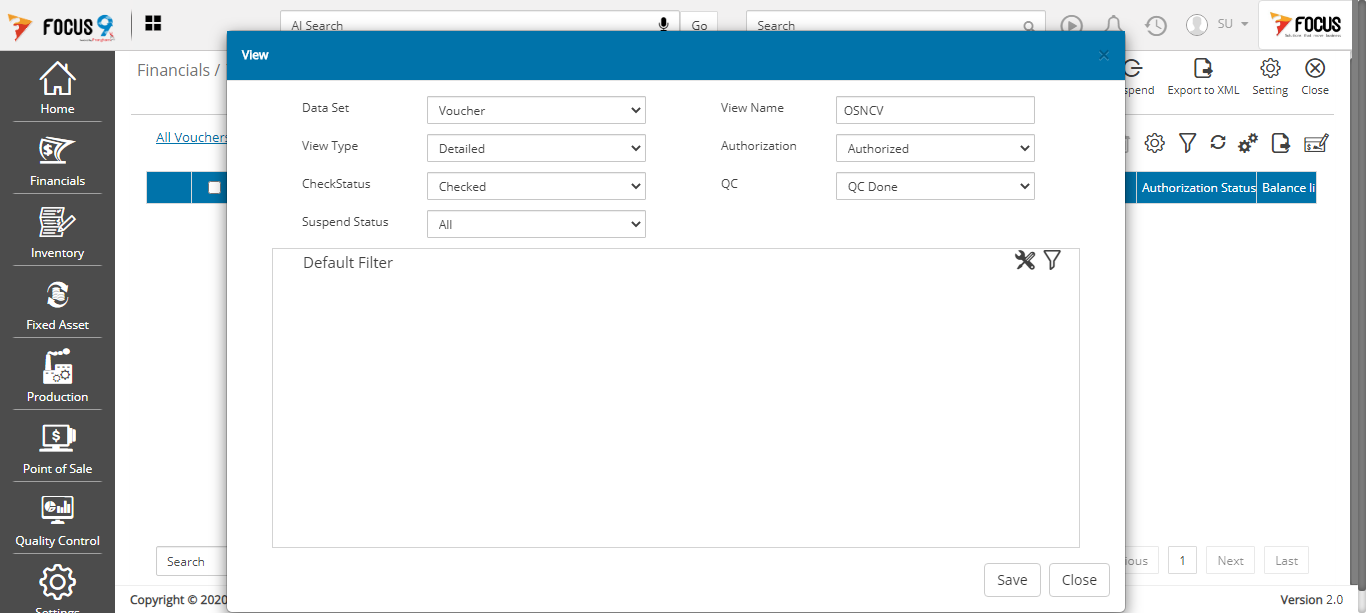 FOCUS 9
AI Search
Go
Search
SU
FOCUS
Home
Financials
Inventory
Fixed Asset
Production
Point of Sale
Quality Control
Settings
Financials /
Export to XML
Setting
Close
All Vouchers
Authorization Status
Balance li
View
×
Data Set
Voucher
View Name
OSNCV
View Type
Detailed
Authorization
Authorized
CheckStatus
Checked
QC
QC Done
Suspend Status
All
Default Filter
Save
Close
Search
1
Next
Last
Copyright © 2020
Version 2.0